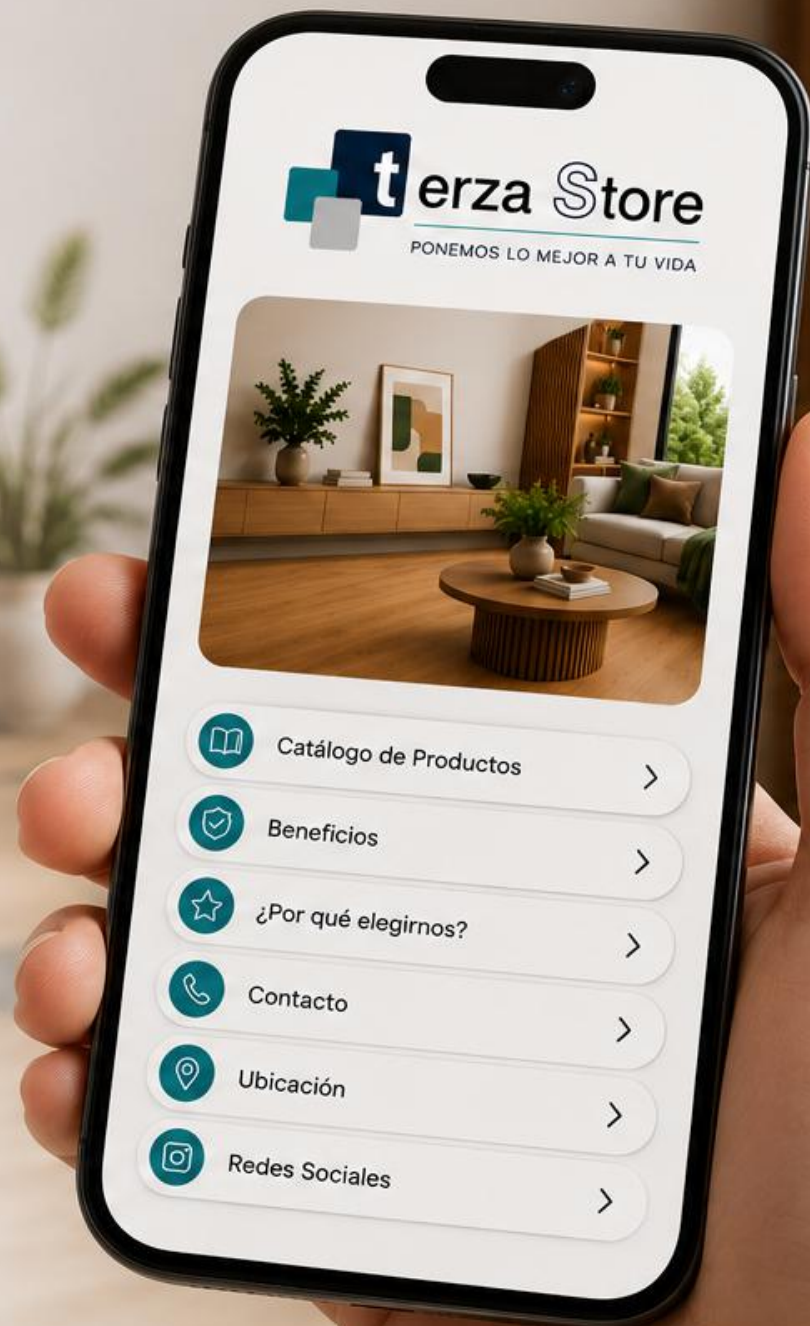 terza Store
PONEMOS LO MEJOR A TU VIDA
Catálogo de Productos
Beneficios
¿Por qué elegirnos?
Contacto
Ubicación
Redes Sociales